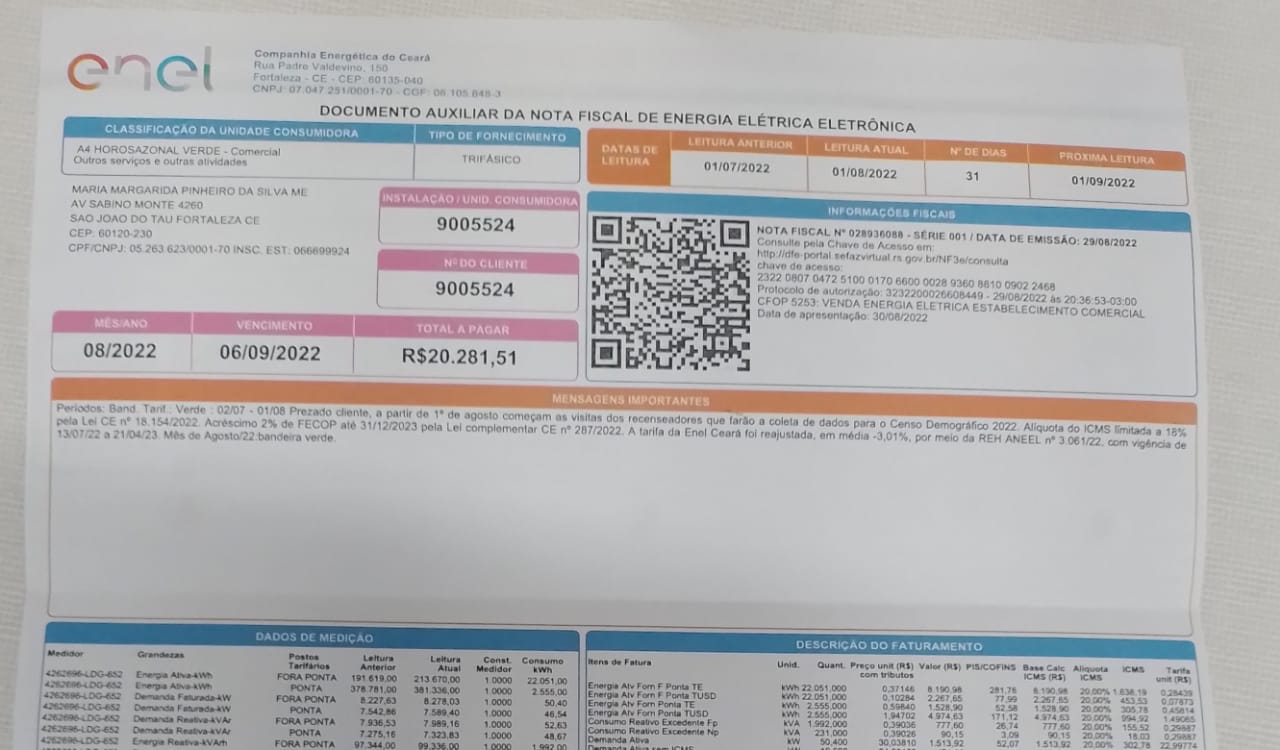 enel
Companhia Energética do Ceará
Rua Padre Valdevino, 150
Fortaleza - CE - CEP: 60135-040
CNPJ: 07.047.251/0001-70 - CGF: 06.105.848-3
DOCUMENTO AUXILIAR DA NOTA FISCAL DE ENERGIA ELÉTRICA ELETRÔNICA
CLASSIFICAÇÃO DA UNIDADE CONSUMIDORA
TIPO DE FORNECIMENTO
A4 HOROSAZONAL VERDE - Comercial
Outros serviços e outras atividades
TRIFÁSICO
DATAS DE LEITURA
LEITURA ANTERIOR LEITURA ATUAL Nº DE DIAS PRÓXIMA LEITURA
01/07/2022 01/08/2022 31 01/09/2022
MARIA MARGARIDA PINHEIRO DA SILVA ME
AV SABINO MONTE 4260
SAO JOAO DO TAU FORTALEZA CE
CEP: 60120-230
CPF/CNPJ: 05.263.623/0001-70 INSC. EST: 066699924
INSTALAÇÃO / UNID. CONSUMIDORA
9005524
Nº DO CLIENTE
9005524
MÊS/ANO VENCIMENTO TOTAL A PAGAR
08/2022 06/09/2022 R$20.281,51
INFORMAÇÕES FISCAIS
NOTA FISCAL Nº 028936088 - SÉRIE 001 / DATA DE EMISSÃO: 29/08/2022
Consulte pela Chave de Acesso em:
http://dfe-portal.sefazvirtual.rs.gov.br/NF3e/consulta
chave de acesso:
2322 0807 0472 5100 0170 6600 0028 9360 8810 0902 2468
Protocolo de autorização: 3232200026608449 - 29/08/2022 às 20:36:53-03:00
CFOP 5253: VENDA ENERGIA ELETRICA ESTABELECIMENTO COMERCIAL
Data de apresentação: 30/08/2022
MENSAGENS IMPORTANTES
Periodos: Band. Tarif.: Verde : 02/07 - 01/08 Prezado cliente, a partir de 1º de agosto começam as visitas dos recenseadores que farão a coleta de dados para o Censo Demográfico 2022. Alíquota do ICMS limitada a 18%
pela Lei CE nº 18.154/2022. Acréscimo 2% de FECOP até 31/12/2023 pela Lei complementar CE nº 287/2022. A tarifa da Enel Ceará foi reajustada, em média -3,01%, por meio da REH ANEEL nº 3.061/22, com vigência de
13/07/22 a 21/04/23. Mês de Agosto/22:bandeira verde.
DADOS DE MEDIÇÃO
Medidor Grandezas Postos Tarifários Leitura Anterior Leitura Atual Const. Medidor Consumo kWh
4262696-LDG-652 Energia Ativa-kWh FORA PONTA 191.619,00 213.670,00 1.0000 22.051,00
4262696-LDG-652 Energia Ativa-kWh PONTA 378.781,00 381.336,00 1.0000 2.555,00
4262696-LDG-652 Demanda Faturada-kW FORA PONTA 8.227,63 8.278,03 1.0000 50,40
4262696-LDG-652 Demanda Faturada-kW PONTA 7.542,86 7.589,40 1.0000 46,54
4262696-LDG-652 Demanda Reativa-kVAr FORA PONTA 7.936,53 7.989,16 1.0000 52,63
4262696-LDG-652 Demanda Reativa-kVAr PONTA 7.275,16 7.323,83 1.0000 48,67
4262696-LDG-652 Energia Reativa-kVArh FORA PONTA 97.344,00 99.336,00 1.0000 1.992,00
DESCRIÇÃO DO FATURAMENTO
Itens de Fatura Unid. Quant. Preço unit (R$) com tributos Valor (R$) PIS/COFINS Base Calc ICMS (R$) Aliquota ICMS ICMS Tarifa unit (R$)
Energia Atv Forn F Ponta TE kWh 22.051,000 0,37146 8.190,98 281,76 8.190,98 20,00% 1.638,19 0,28439
Energia Atv Forn F Ponta TUSD kWh 22.051,000 0,10284 2.267,65 77,99 2.267,65 20,00% 453,53 0,07873
Energia Atv Forn Ponta TE kWh 2.555,000 0,59840 1.528,90 52,58 1.528,90 20,00% 305,78 0,45814
Energia Atv Forn Ponta TUSD kWh 2.555,000 1,94702 4.974,63 171,12 4.974,63 20,00% 994,92 1,49065
Consumo Reativo Excedente Fp kVA 1.992,000 0,39036 777,60 26,74 777,60 20,00% 155,52 0,29887
Consumo Reativo Excedente Np kVA 231,000 0,39026 90,15 3,09 90,15 20,00% 18,03 0,29887
Demanda Ativa kW 50,400 30,03810 1.513,92 52,07 1.513,92 20,00% 302,78